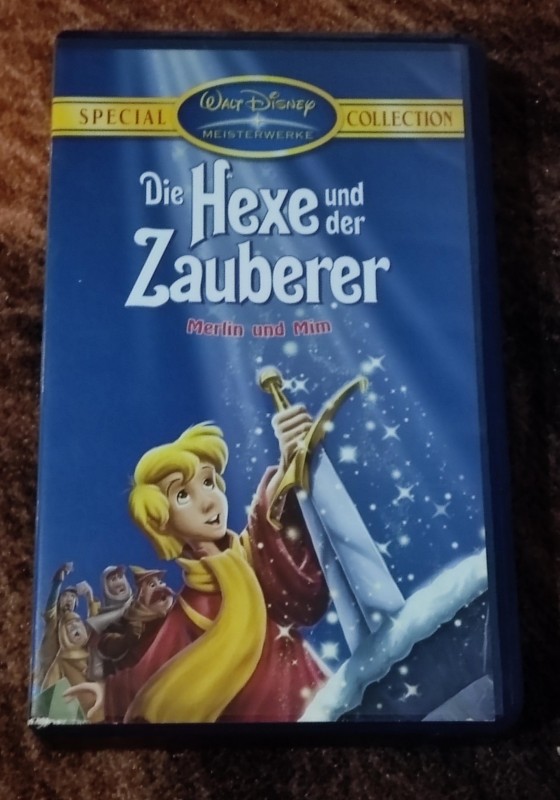 SPECIAL WALT DISNEY COLLECTION
MEISTERWERKE
Die Hexe und der
Zauberer
Merlin und Mim